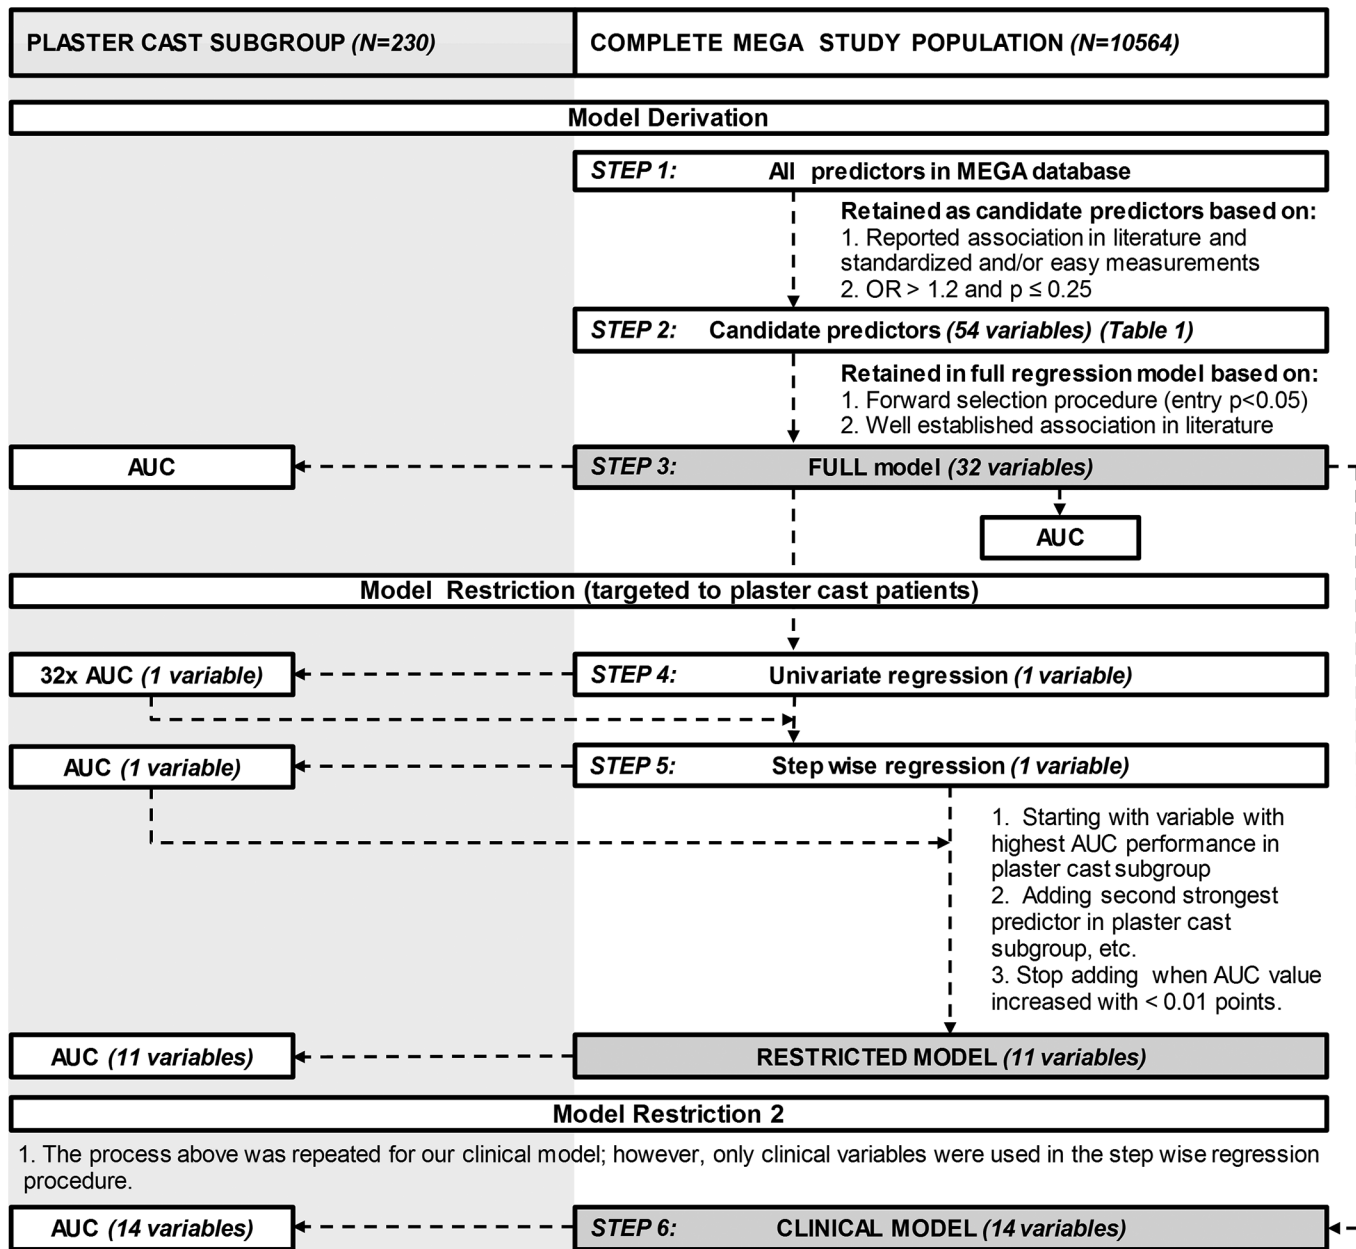 PLASTER CAST SUBGROUP (N=230)
COMPLETE MEGA STUDY POPULATION (N=10564)
Model Derivation
STEP 1: All predictors in MEGA database
Retained as candidate predictors based on:
1. Reported association in literature and
standardized and/or easy measurements
2. OR > 1.2 and p ≤ 0.25
STEP 2: Candidate predictors (54 variables) (Table 1)
Retained in full regression model based on:
1. Forward selection procedure (entry p<0.05)
2. Well established association in literature
AUC
STEP 3: FULL model (32 variables)
AUC
Model Restriction (targeted to plaster cast patients)
32x AUC (1 variable)
STEP 4: Univariate regression (1 variable)
AUC (1 variable)
STEP 5: Step wise regression (1 variable)
1. Starting with variable with
highest AUC performance in
plaster cast subgroup
2. Adding second strongest
predictor in plaster cast
subgroup, etc.
3. Stop adding when AUC value
increased with < 0.01 points.
AUC (11 variables)
RESTRICTED MODEL (11 variables)
Model Restriction 2
1. The process above was repeated for our clinical model; however, only clinical variables were used in the step wise regression
procedure.
AUC (14 variables)
STEP 6: CLINICAL MODEL (14 variables)